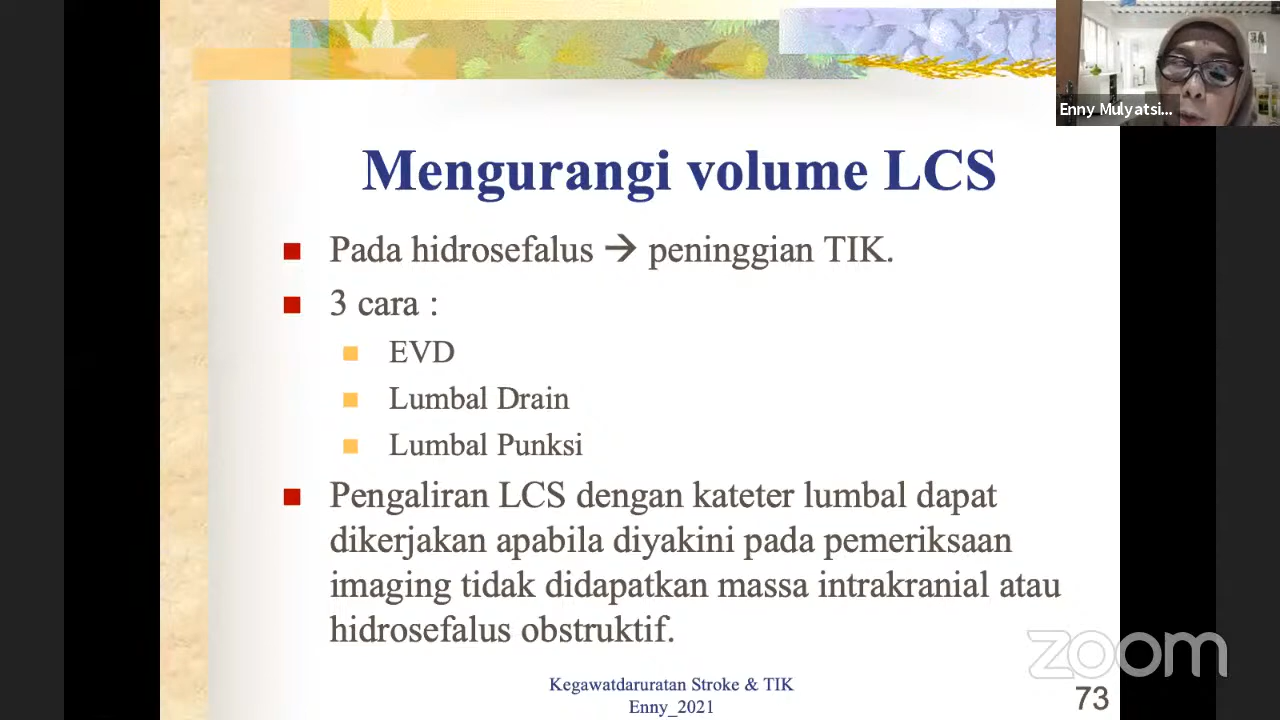 Enny Mulyatsi...
Mengurangi volume LCS
Pada hidrosefalus → peninggian TIK.
3 cara :
EVD
Lumbal Drain
Lumbal Punksi
Pengaliran LCS dengan kateter lumbal dapat
dikerjakan apabila diyakini pada pemeriksaan
imaging tidak didapatkan massa intrakranial atau
hidrosefalus obstruktif.
zoom
Kegawatdaruratan Stroke & TIK
Enny_2021
73